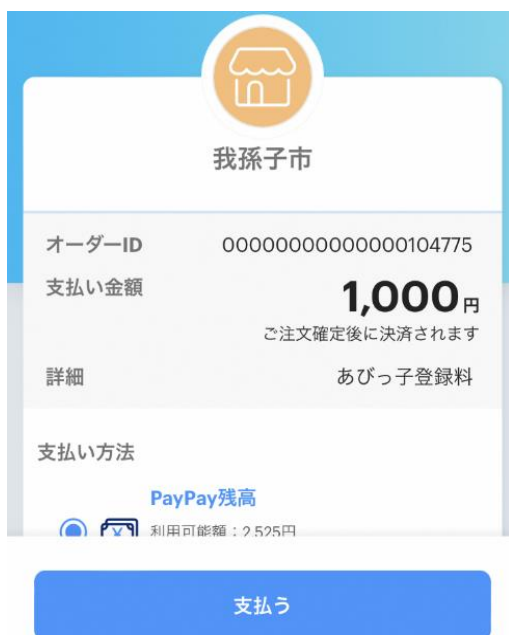 我孫子市
オーダーID 00000000000000104775
支払い金額 1,000円
ご注文確定後に決済されます
詳細 あびっ子登録料
支払い方法
PayPay残高
利用可能額：2,525円
支払う